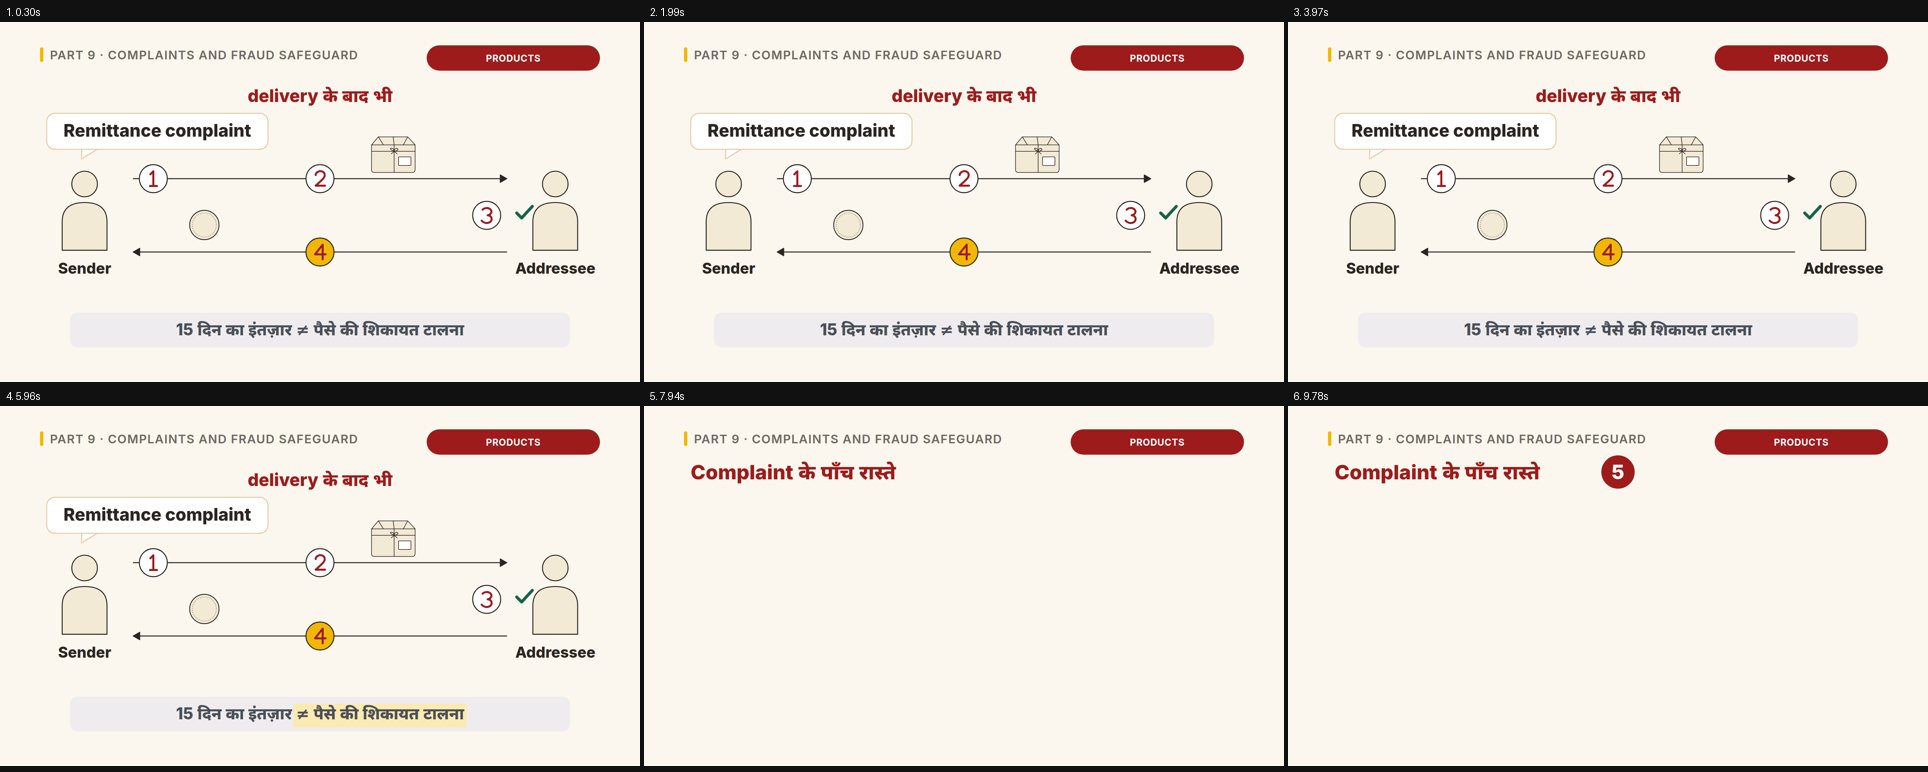 1. 0.30s
PART 9 · COMPLAINTS AND FRAUD SAFEGUARD
PRODUCTS
delivery के बाद भी
Remittance complaint
1
2
3
4
Sender
Addressee
15 दिन का इंतज़ार ≠ पैसे की शिकायत टालना
2. 1.99s
PART 9 · COMPLAINTS AND FRAUD SAFEGUARD
PRODUCTS
delivery के बाद भी
Remittance complaint
1
2
3
4
Sender
Addressee
15 दिन का इंतज़ार ≠ पैसे की शिकायत टालना
3. 3.97s
PART 9 · COMPLAINTS AND FRAUD SAFEGUARD
PRODUCTS
delivery के बाद भी
Remittance complaint
1
2
3
4
Sender
Addressee
15 दिन का इंतज़ार ≠ पैसे की शिकायत टालना
4. 5.96s
PART 9 · COMPLAINTS AND FRAUD SAFEGUARD
PRODUCTS
delivery के बाद भी
Remittance complaint
1
2
3
4
Sender
Addressee
15 दिन का इंतज़ार ≠ पैसे की शिकायत टालना
5. 7.94s
PART 9 · COMPLAINTS AND FRAUD SAFEGUARD
PRODUCTS
Complaint के पाँच रास्ते
6. 9.78s
PART 9 · COMPLAINTS AND FRAUD SAFEGUARD
PRODUCTS
Complaint के पाँच रास्ते
5